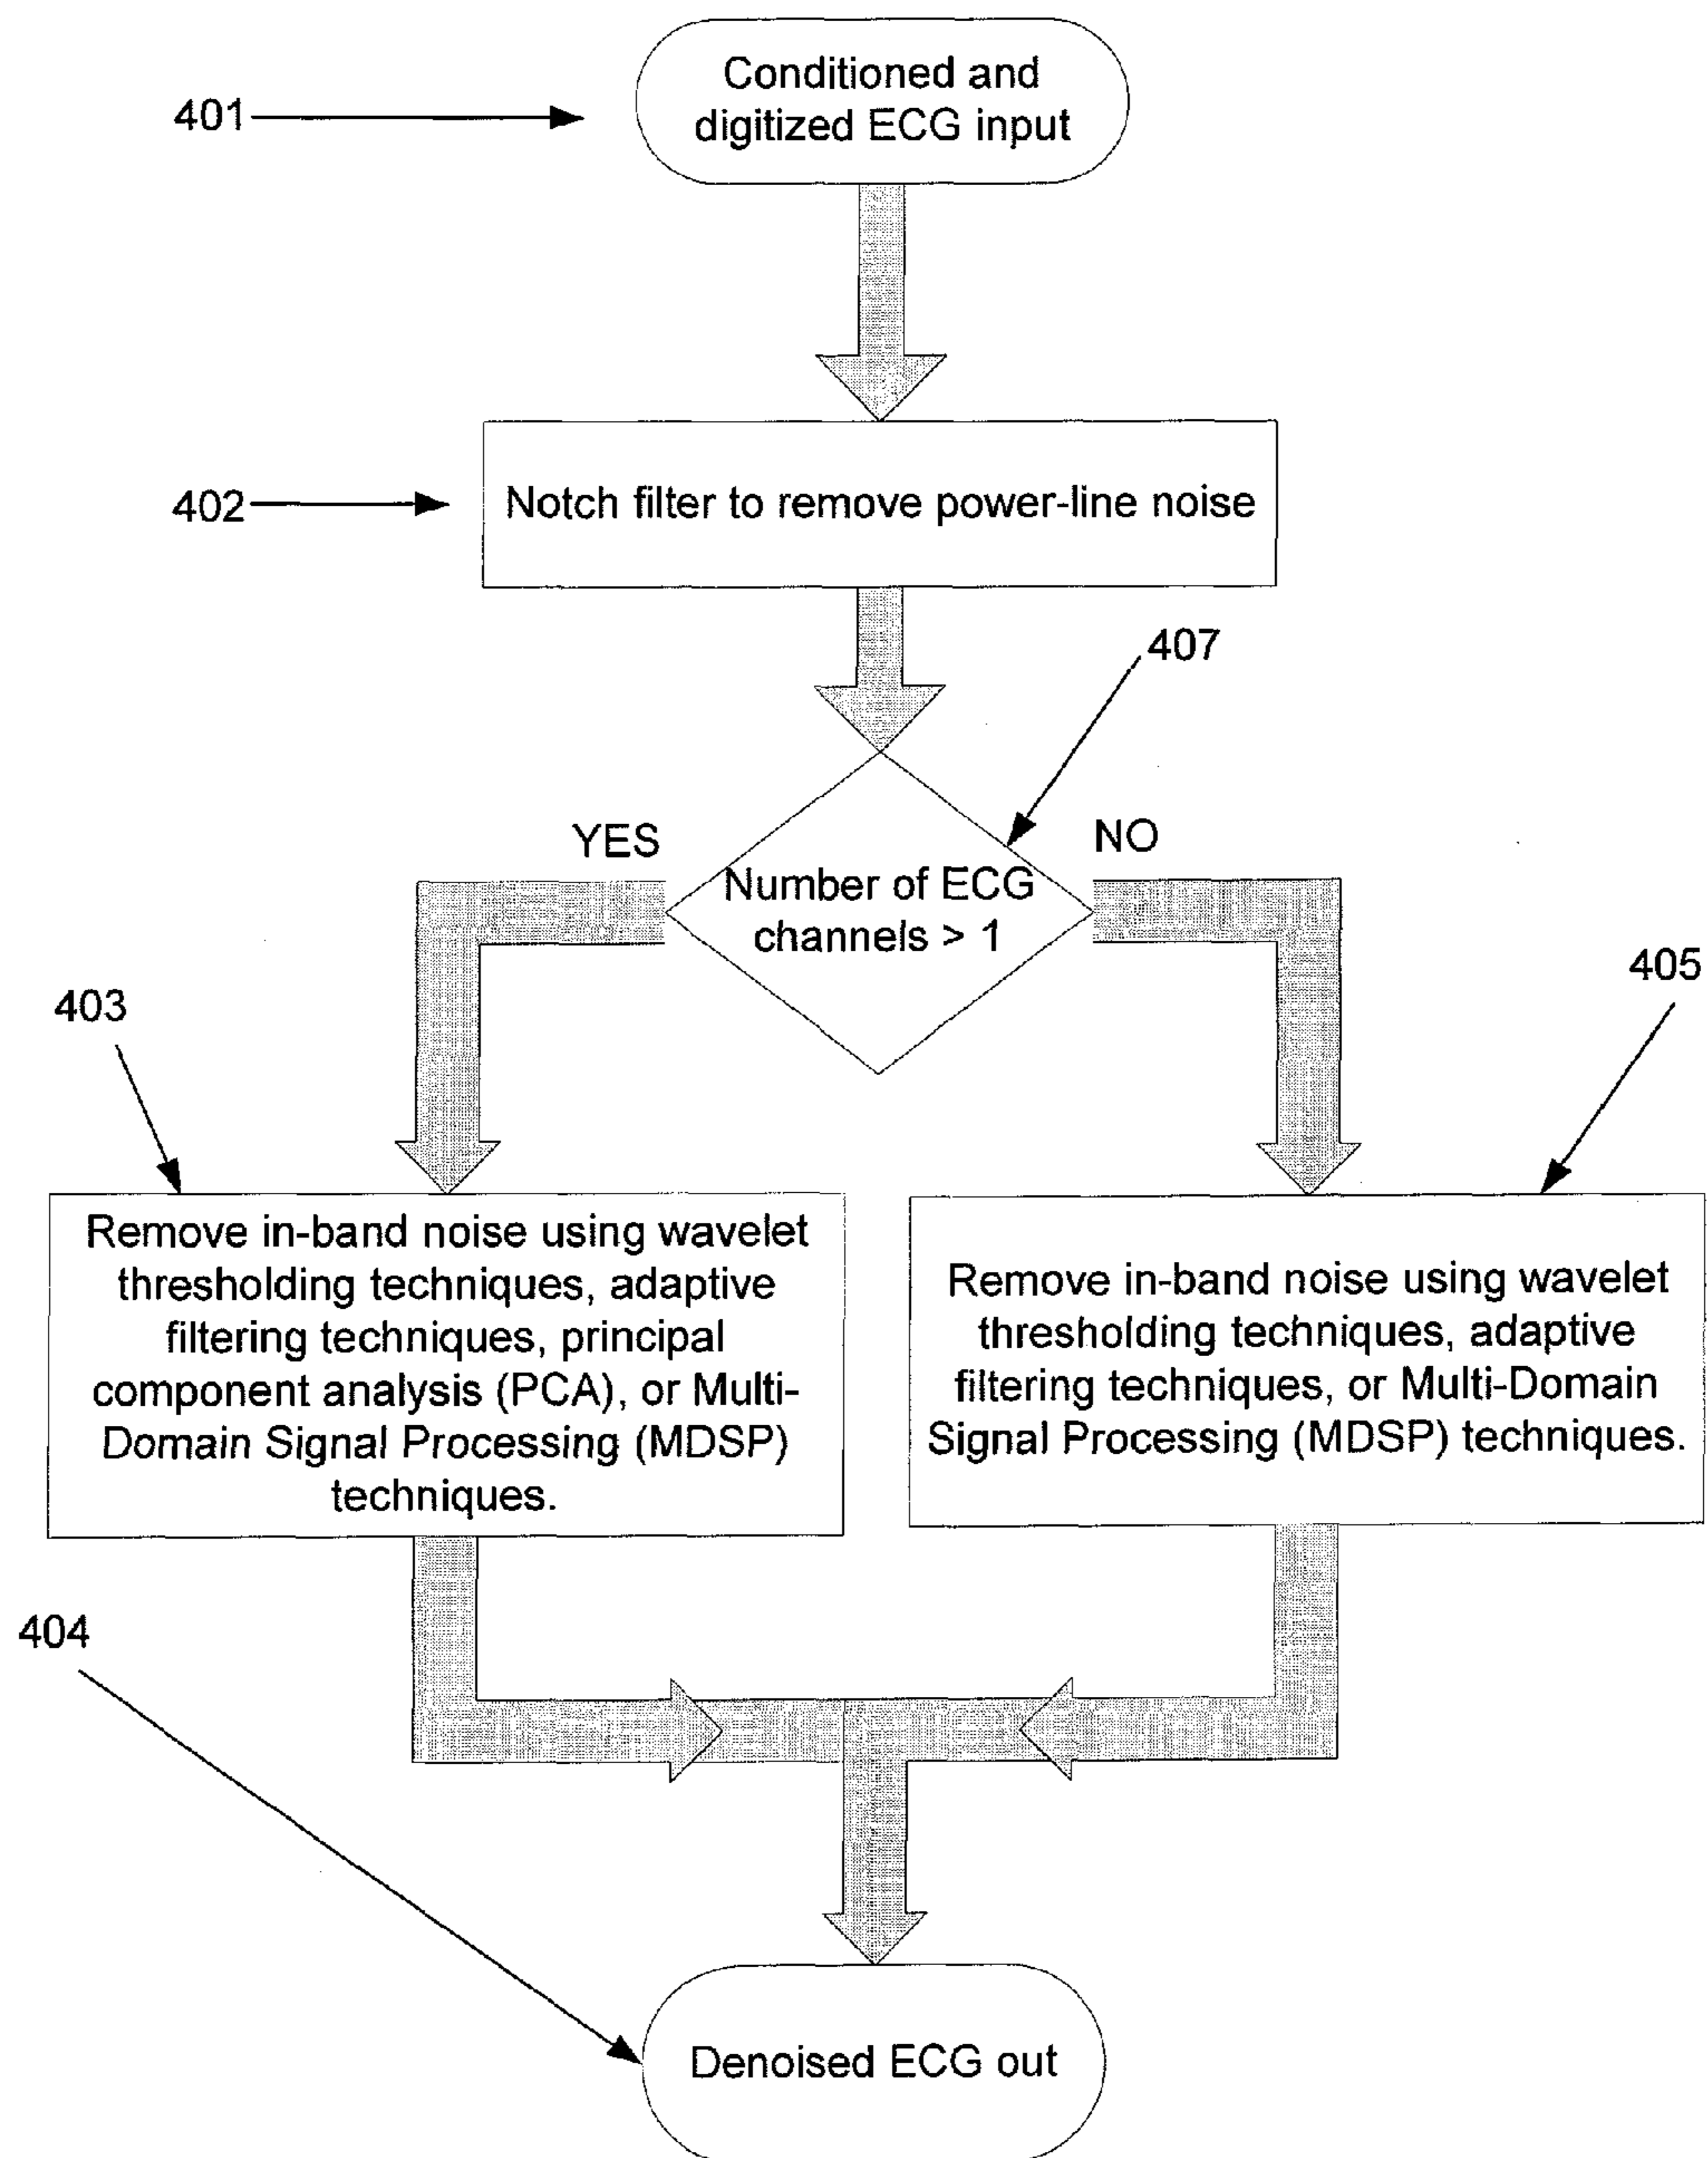 Conditioned and
digitized ECG input
401
402
Notch filter to remove power-line noise
407
YES
NO
Number of ECG
channels > 1
403
405
Remove in-band noise using wavelet
thresholding techniques, adaptive
filtering techniques, principal
component analysis (PCA), or Multi-
Domain Signal Processing (MDSP)
techniques.
Remove in-band noise using wavelet
thresholding techniques, adaptive
filtering techniques, or Multi-Domain
Signal Processing (MDSP) techniques.
404
Denoised ECG out